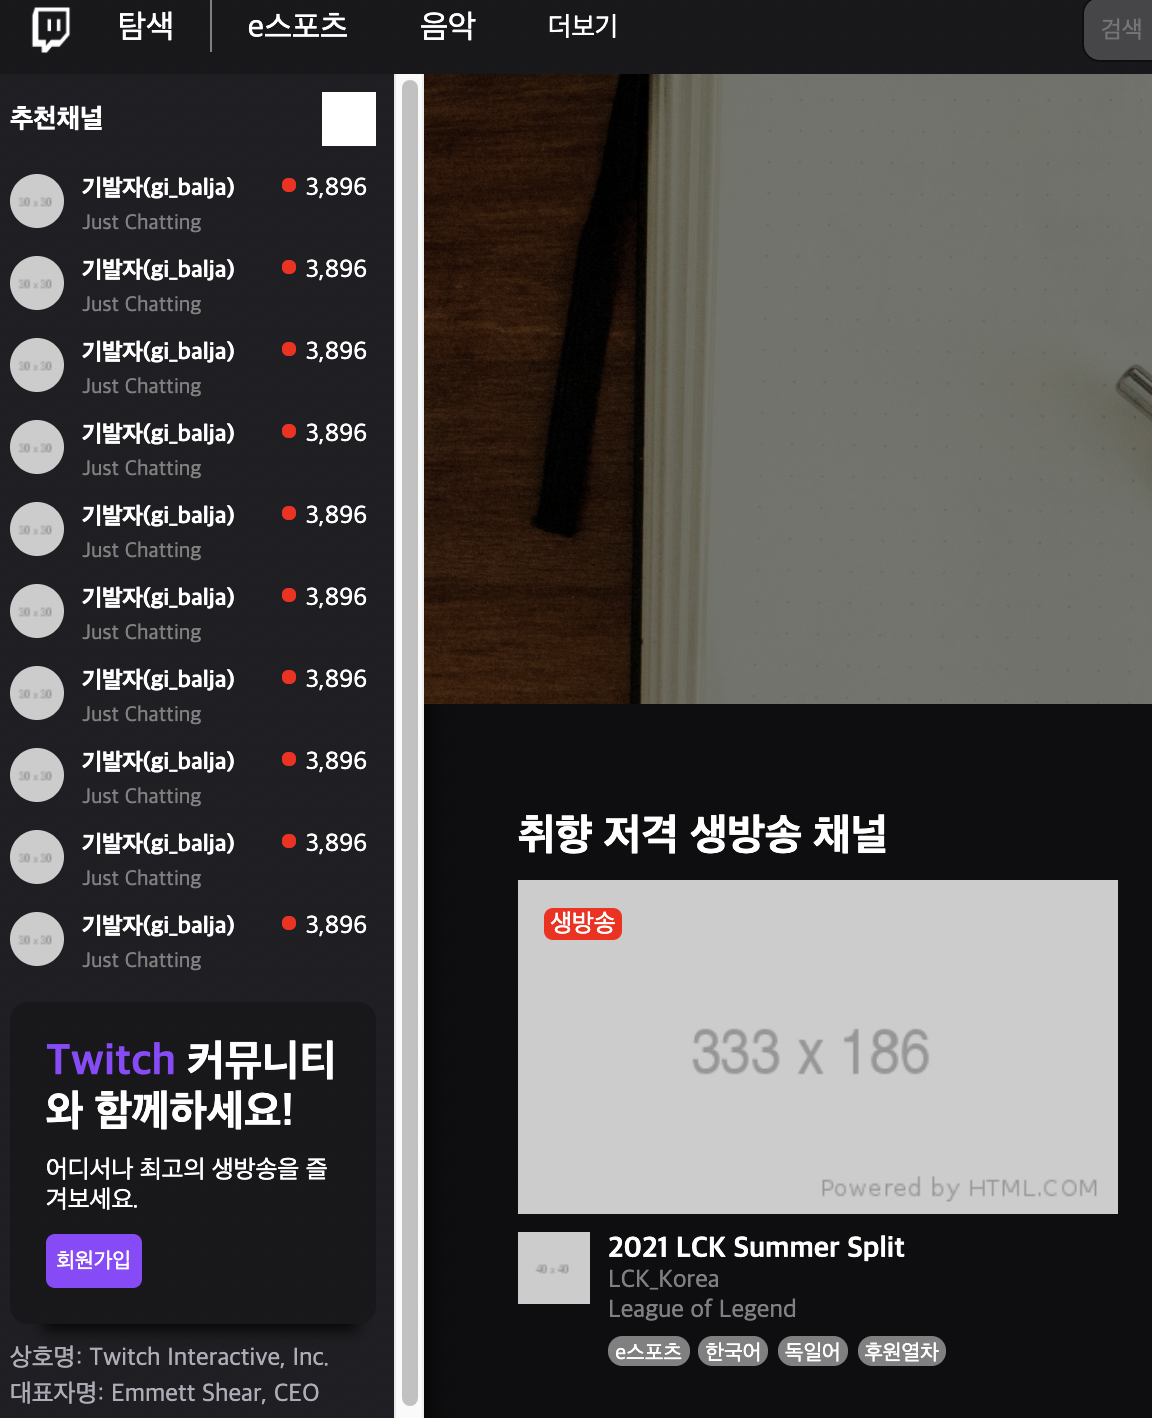 탐색 e스포츠 음악 더보기 검색
추천채널
30 x 30 기발자(gi_balja) 3,896
Just Chatting
30 x 30 기발자(gi_balja) 3,896
Just Chatting
30 x 30 기발자(gi_balja) 3,896
Just Chatting
30 x 30 기발자(gi_balja) 3,896
Just Chatting
30 x 30 기발자(gi_balja) 3,896
Just Chatting
30 x 30 기발자(gi_balja) 3,896
Just Chatting
30 x 30 기발자(gi_balja) 3,896
Just Chatting
30 x 30 기발자(gi_balja) 3,896
Just Chatting
30 x 30 기발자(gi_balja) 3,896
Just Chatting
30 x 30 기발자(gi_balja) 3,896
Just Chatting
Twitch 커뮤니티
와 함께하세요!
어디서나 최고의 생방송을 즐
겨보세요.
회원가입
상호명: Twitch Interactive, Inc.
대표자명: Emmett Shear, CEO
취향 저격 생방송 채널
생방송
333 x 186
Powered by HTML.COM
40 x 40
2021 LCK Summer Split
LCK_Korea
League of Legend
e스포츠 한국어 독일어 후원열차